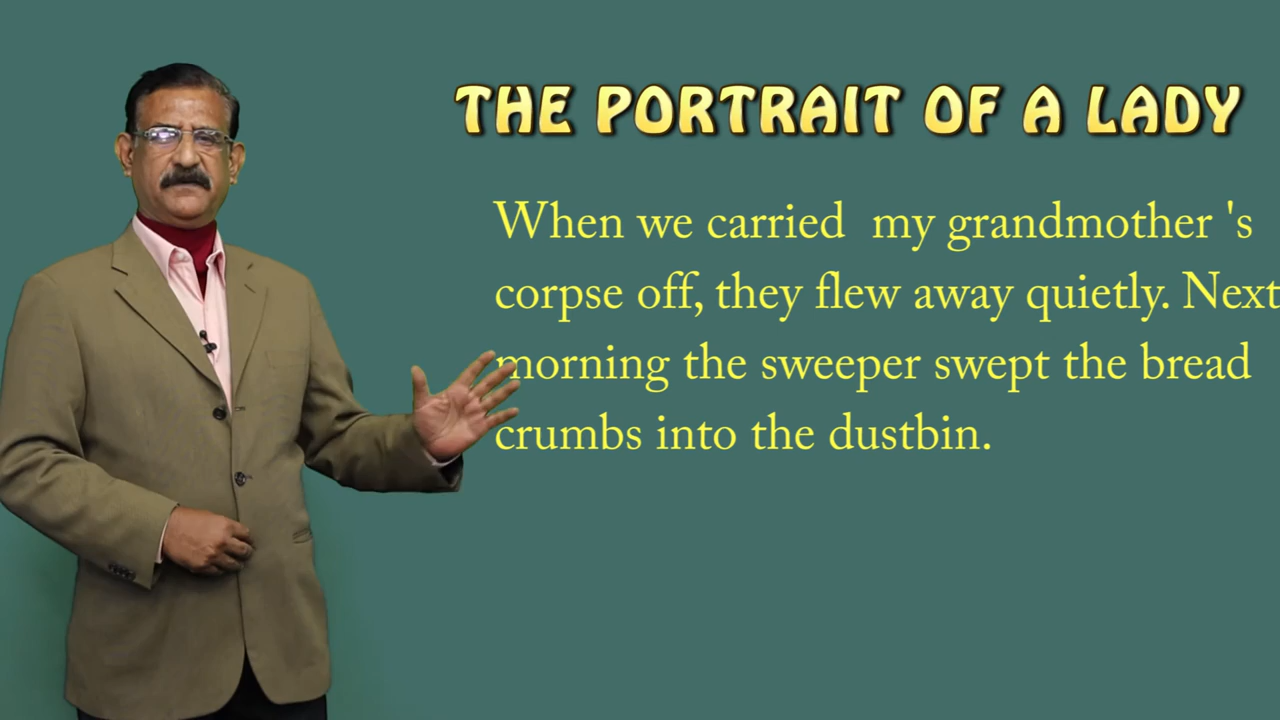 THE PORTRAIT OF A LADY
When we carried  my grandmother 's
corpse off, they flew away quietly. Next
morning the sweeper swept the bread
crumbs into the dustbin.